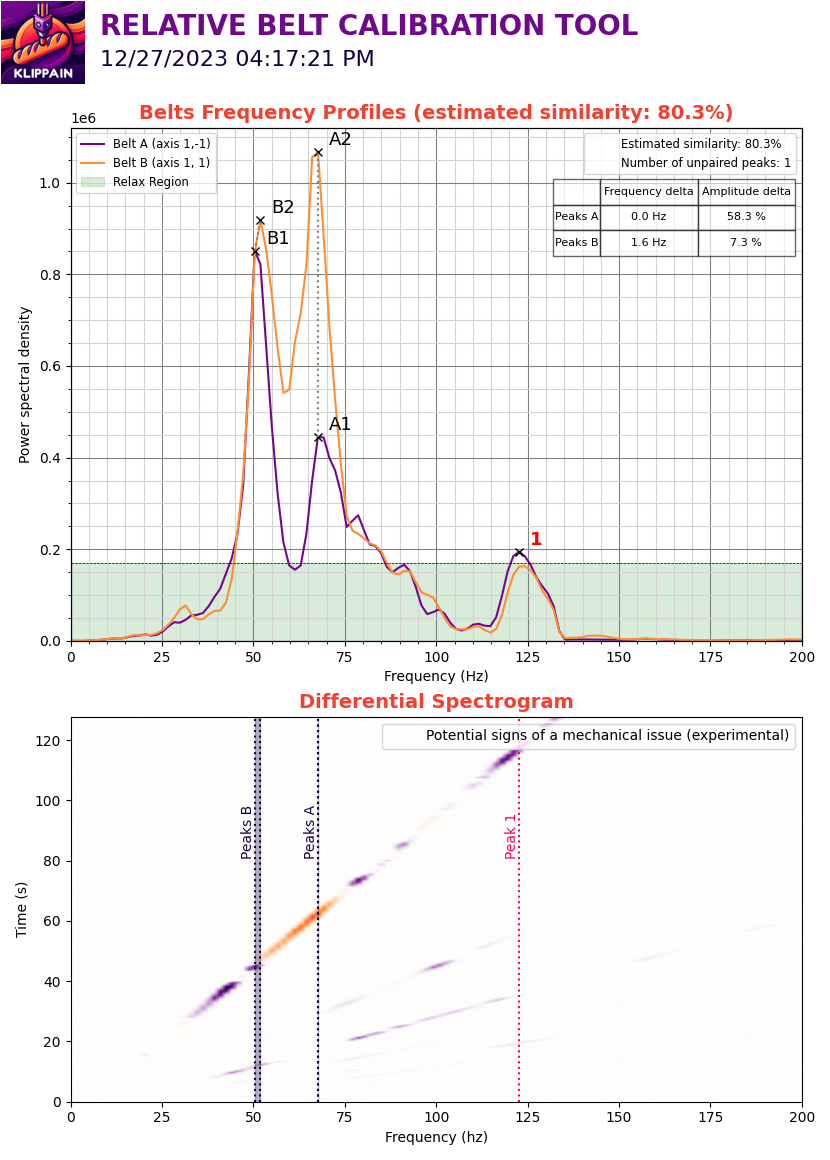 KLIPPAIN
RELATIVE BELT CALIBRATION TOOL
12/27/2023 04:17:21 PM
Belts Frequency Profiles (estimated similarity: 80.3%)
1e6
Belt A (axis 1,-1)
Belt B (axis 1, 1)
Relax Region
Estimated similarity: 80.3%
Number of unpaired peaks: 1
Frequency delta Amplitude delta
Peaks A 0.0 Hz 58.3 %
Peaks B 1.6 Hz 7.3 %
A2
B2
B1
A1
1
Power spectral density
1.0
0.8
0.6
0.4
0.2
0.0
0 25 50 75 100 125 150 175 200
Frequency (Hz)
Differential Spectrogram
Potential signs of a mechanical issue (experimental)
Peaks B
Peaks A
Peak 1
Time (s)
120
100
80
60
40
20
0
0 25 50 75 100 125 150 175 200
Frequency (hz)